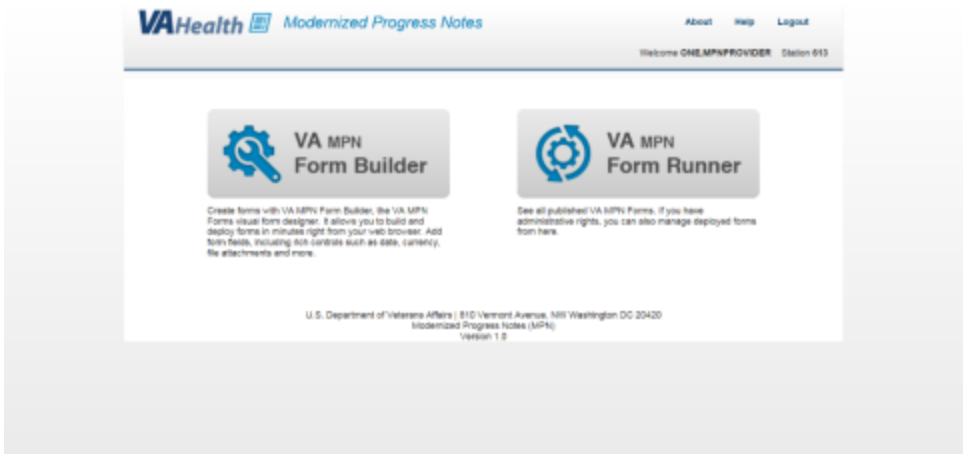 VAHealth Modernized Progress Notes
About Help Logout
Welcome ONE,MPNPROVIDER Station 613
VA MPN
Form Builder
VA MPN
Form Runner
Create forms with VA MPN Form Builder, the VA MPN
Forms visual form designer. It allows you to build and
deploy forms in minutes right from your web browser. Add
form fields, including rich controls such as date, currency,
file attachments and more.
See all published VA MPN Forms. If you have
administrative rights, you can also manage deployed forms
from here.
U.S. Department of Veterans Affairs | 810 Vermont Avenue, NW Washington DC 20420
Modernized Progress Notes (MPN)
Version 1.0